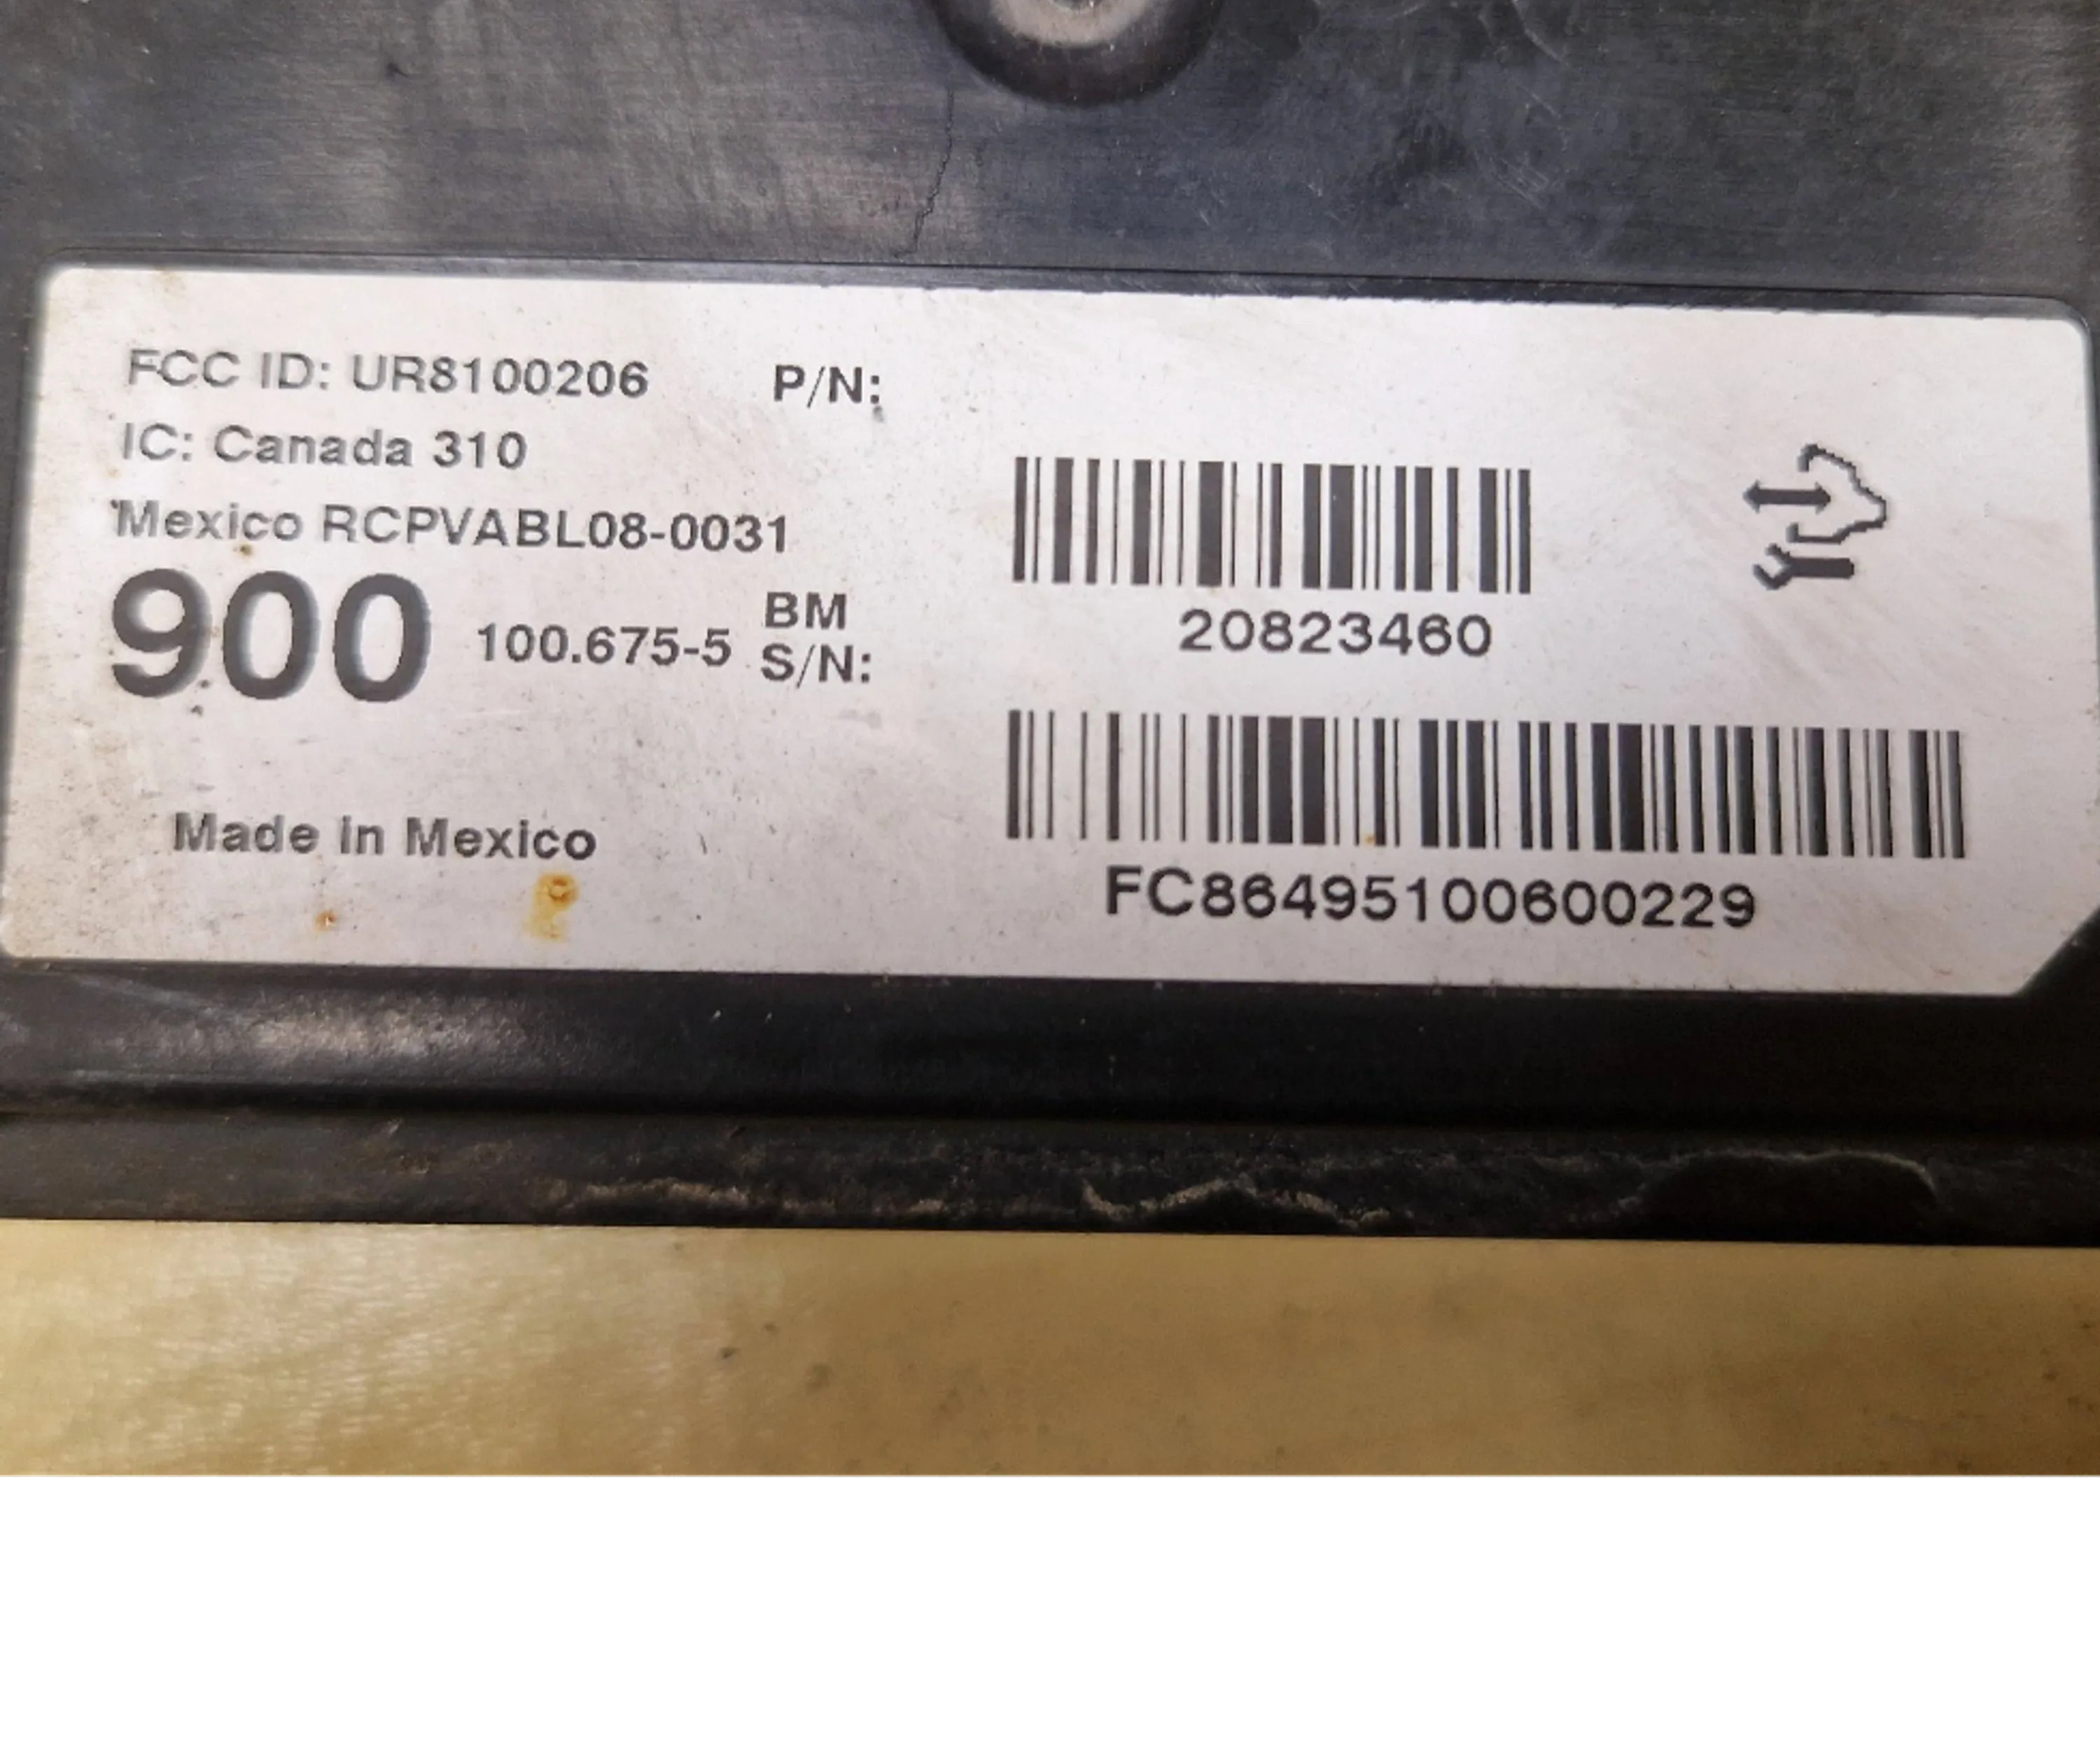 FCC ID: UR8100206 P/N:
IC: Canada 310
Mexico RCPVABL08-0031
20823460
900 100.675-5 BM S/N:
FC86495100600229
Made in Mexico